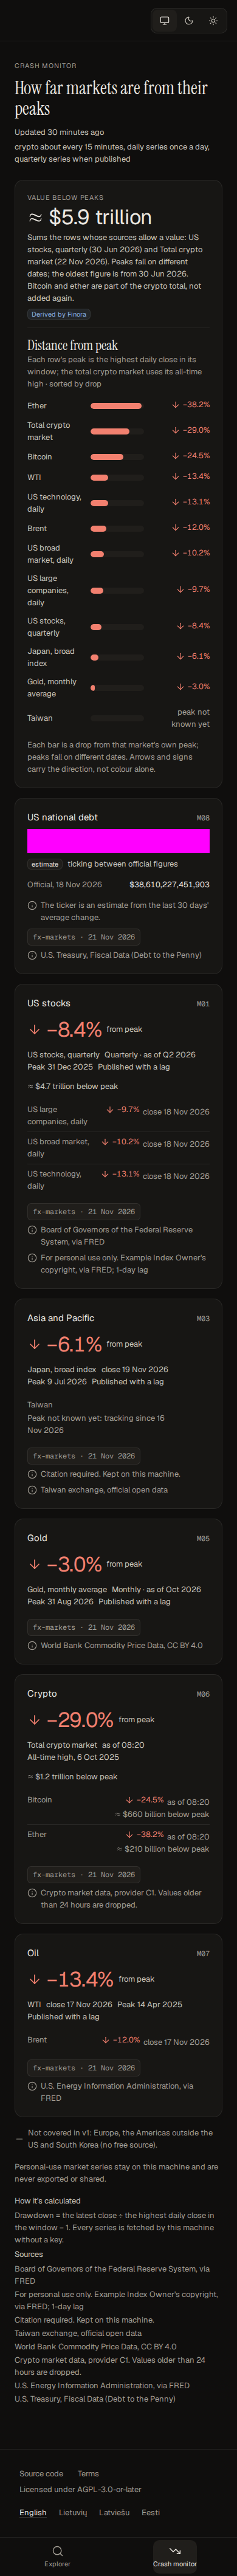 CRASH MONITOR
How far markets are from their
peaks
Updated 30 minutes ago
crypto about every 15 minutes, daily series once a day,
quarterly series when published
VALUE BELOW PEAKS
≈ $5.9 trillion
Sums the rows whose sources allow a value: US
stocks, quarterly (30 Jun 2026) and Total crypto
market (22 Nov 2026). Peaks fall on different
dates; the oldest figure is from 30 Jun 2026.
Bitcoin and ether are part of the crypto total, not
added again.
Derived by Finora
Distance from peak
Each row's peak is the highest daily close in its
window; the total crypto market uses its all-time
high · sorted by drop
Ether ↓ −38.2%
Total crypto
market ↓ −29.0%
Bitcoin ↓ −24.5%
WTI ↓ −13.4%
US technology,
daily ↓ −13.1%
Brent ↓ −12.0%
US broad
market, daily ↓ −10.2%
US large
companies,
daily ↓ −9.7%
US stocks,
quarterly ↓ −8.4%
Japan, broad
index ↓ −6.1%
Gold, monthly
average ↓ −3.0%
Taiwan peak not
known yet
Each bar is a drop from that market's own peak;
peaks fall on different dates. Arrows and signs
carry the direction, not colour alone.
US national debt M08
estimate ticking between official figures
Official, 18 Nov 2026 $38,610,227,451,903
The ticker is an estimate from the last 30 days'
average change.
fx-markets · 21 Nov 2026
U.S. Treasury, Fiscal Data (Debt to the Penny)
US stocks M01
↓ −8.4% from peak
US stocks, quarterly Quarterly · as of Q2 2026
Peak 31 Dec 2025 Published with a lag
≈ $4.7 trillion below peak
US large
companies, daily ↓ −9.7% close 18 Nov 2026
US broad market,
daily ↓ −10.2% close 18 Nov 2026
US technology,
daily ↓ −13.1% close 18 Nov 2026
fx-markets · 21 Nov 2026
Board of Governors of the Federal Reserve
System, via FRED
For personal use only. Example Index Owner's
copyright, via FRED; 1-day lag
Asia and Pacific M03
↓ −6.1% from peak
Japan, broad index close 19 Nov 2026
Peak 9 Jul 2026 Published with a lag
Taiwan
Peak not known yet: tracking since 16
Nov 2026
fx-markets · 21 Nov 2026
Citation required. Kept on this machine.
Taiwan exchange, official open data
Gold M05
↓ −3.0% from peak
Gold, monthly average Monthly · as of Oct 2026
Peak 31 Aug 2026 Published with a lag
fx-markets · 21 Nov 2026
World Bank Commodity Price Data, CC BY 4.0
Crypto M06
↓ −29.0% from peak
Total crypto market as of 08:20
All-time high, 6 Oct 2025
≈ $1.2 trillion below peak
Bitcoin ↓ −24.5% as of 08:20
≈ $660 billion below peak
Ether ↓ −38.2% as of 08:20
≈ $210 billion below peak
fx-markets · 21 Nov 2026
Crypto market data, provider C1. Values older
than 24 hours are dropped.
Oil M07
↓ −13.4% from peak
WTI close 17 Nov 2026 Peak 14 Apr 2025
Published with a lag
Brent ↓ −12.0% close 17 Nov 2026
fx-markets · 21 Nov 2026
U.S. Energy Information Administration, via
FRED
— Not covered in v1: Europe, the Americas outside the
US and South Korea (no free source).
Personal-use market series stay on this machine and are
never exported or shared.
How it's calculated
Drawdown = the latest close ÷ the highest daily close in
the window − 1. Every series is fetched by this machine
without a key.
Sources
Board of Governors of the Federal Reserve System, via
FRED
For personal use only. Example Index Owner's copyright,
via FRED; 1-day lag
Citation required. Kept on this machine.
Taiwan exchange, official open data
World Bank Commodity Price Data, CC BY 4.0
Crypto market data, provider C1. Values older than 24
hours are dropped.
U.S. Energy Information Administration, via FRED
U.S. Treasury, Fiscal Data (Debt to the Penny)
Source code Terms
Licensed under AGPL-3.0-or-later
English Lietuvių Latviešu Eesti
Explorer Crash monitor